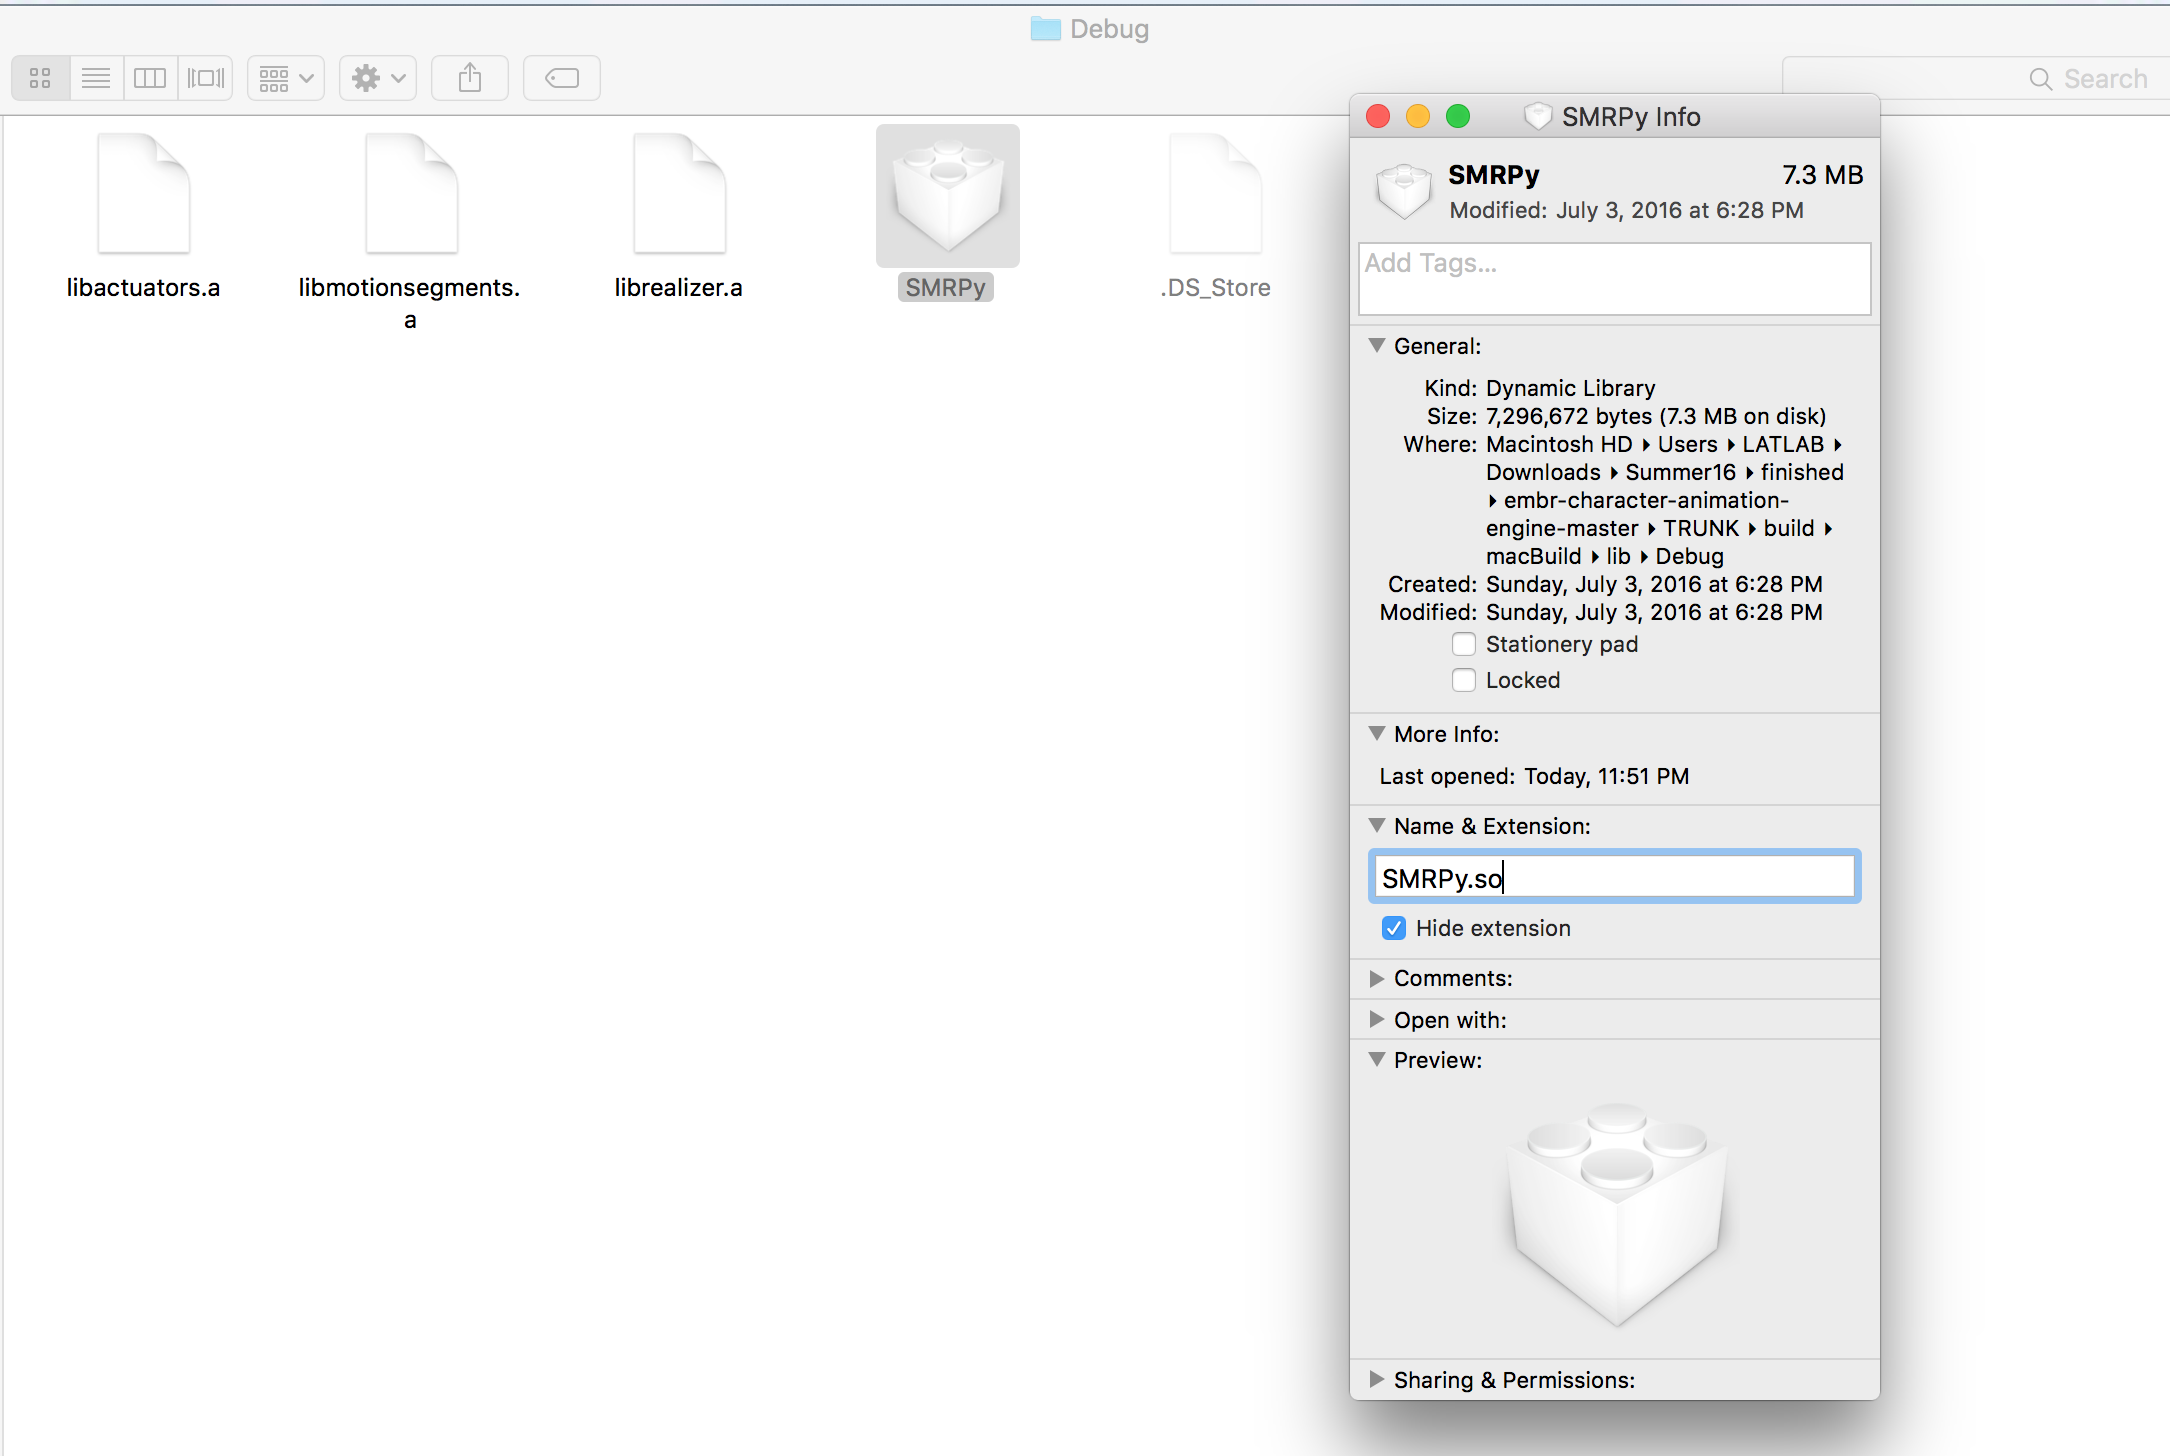 Debug
Search
libactuators.a
libmotionsegments.
a
librealizer.a
SMRPy
.DS_Store
SMRPy Info
SMRPy 7.3 MB
Modified: July 3, 2016 at 6:28 PM
Add Tags...
General:
Kind: Dynamic Library
Size: 7,296,672 bytes (7.3 MB on disk)
Where: Macintosh HD ▸ Users ▸ LATLAB ▸
Downloads ▸ Summer16 ▸ finished
▸ embr-character-animation-
engine-master ▸ TRUNK ▸ build ▸
macBuild ▸ lib ▸ Debug
Created: Sunday, July 3, 2016 at 6:28 PM
Modified: Sunday, July 3, 2016 at 6:28 PM
Stationery pad
Locked
More Info:
Last opened: Today, 11:51 PM
Name & Extension:
SMRPy.so
Hide extension
Comments:
Open with:
Preview:
Sharing & Permissions: